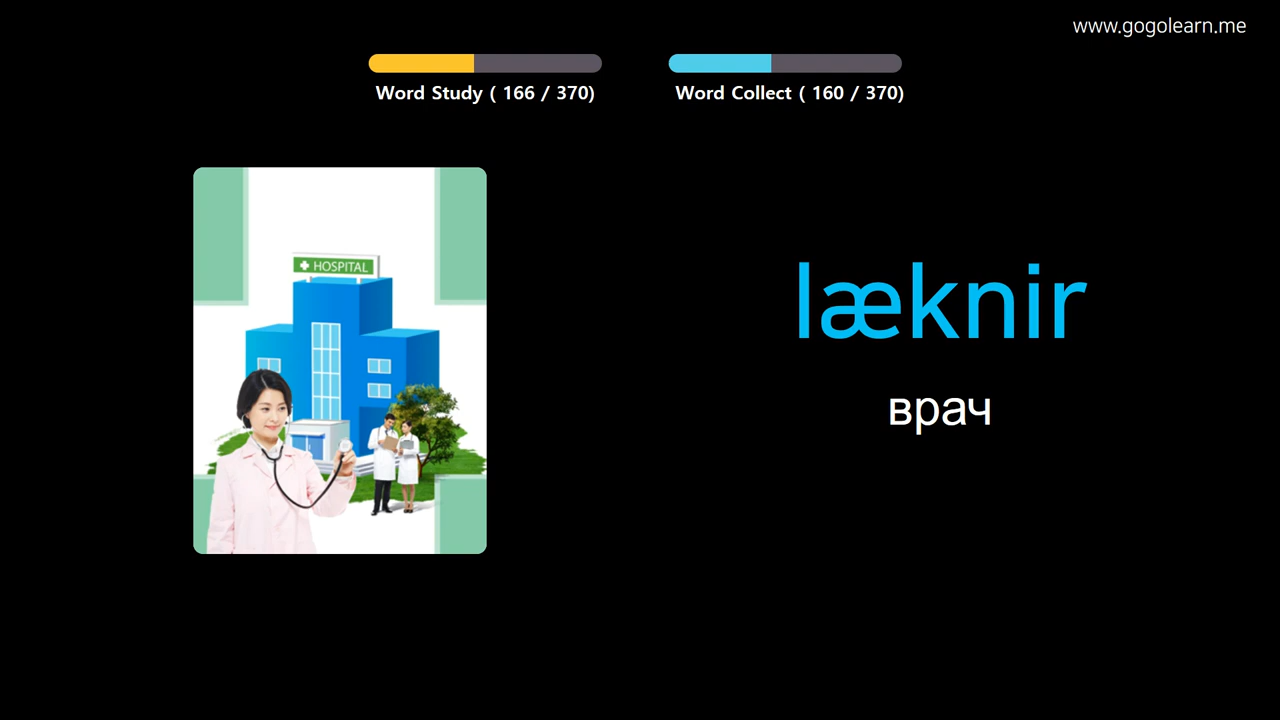 www.gogolearn.me
Word Study ( 166 / 370)
Word Collect ( 160 / 370)
HOSPITAL
læknir
врач